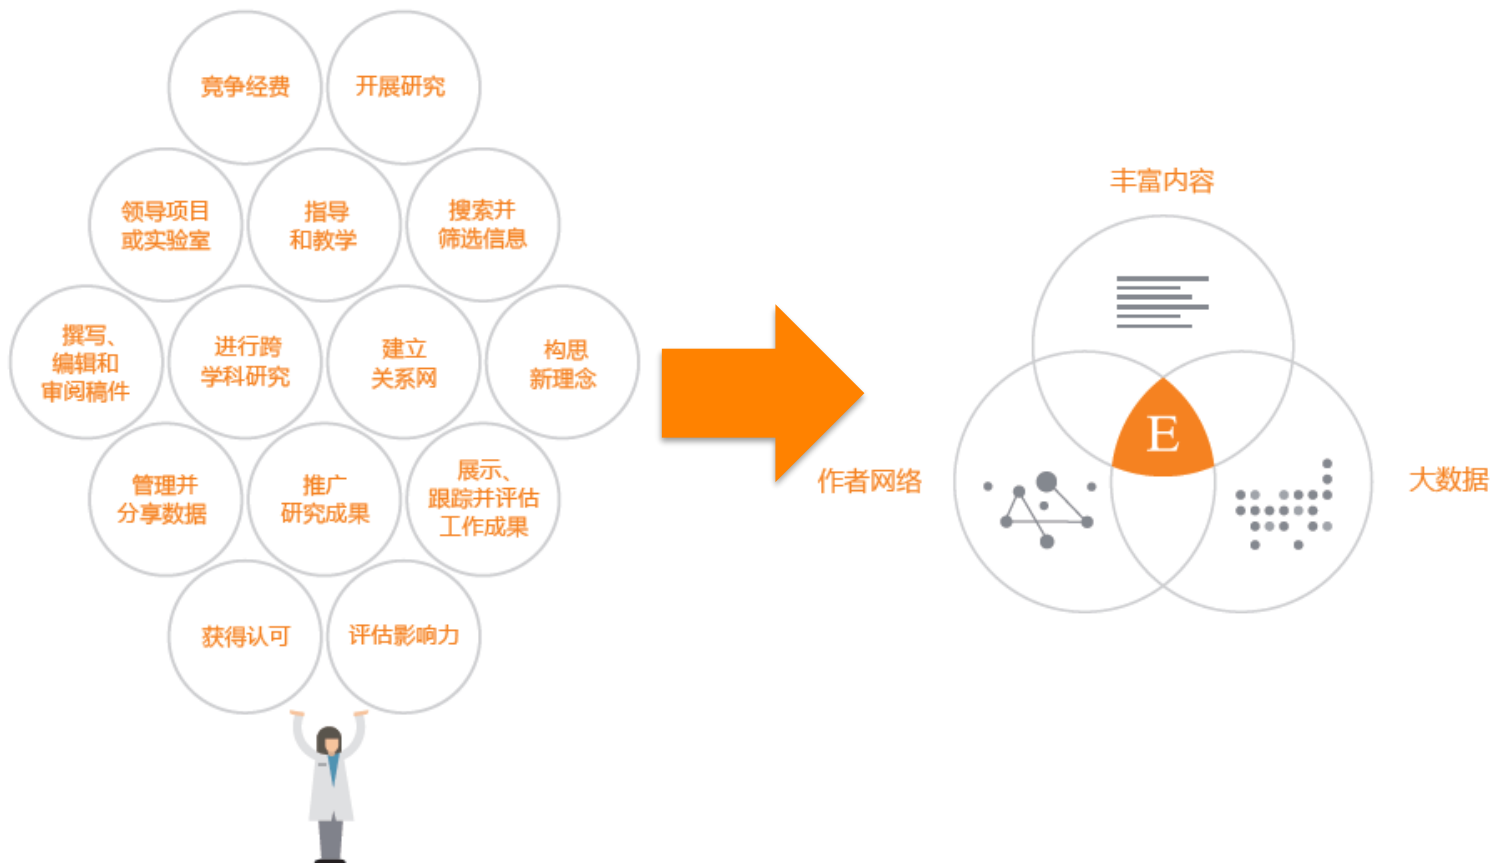 竞争经费
开展研究
领导项目
或实验室
指导
和教学
搜索并
筛选信息
撰写、
编辑和
审阅稿件
进行跨
学科研究
建立
关系网
构思
新理念
管理并
分享数据
推广
研究成果
展示、
跟踪并评估
工作成果
获得认可
评估影响力
丰富内容
E
作者网络
大数据